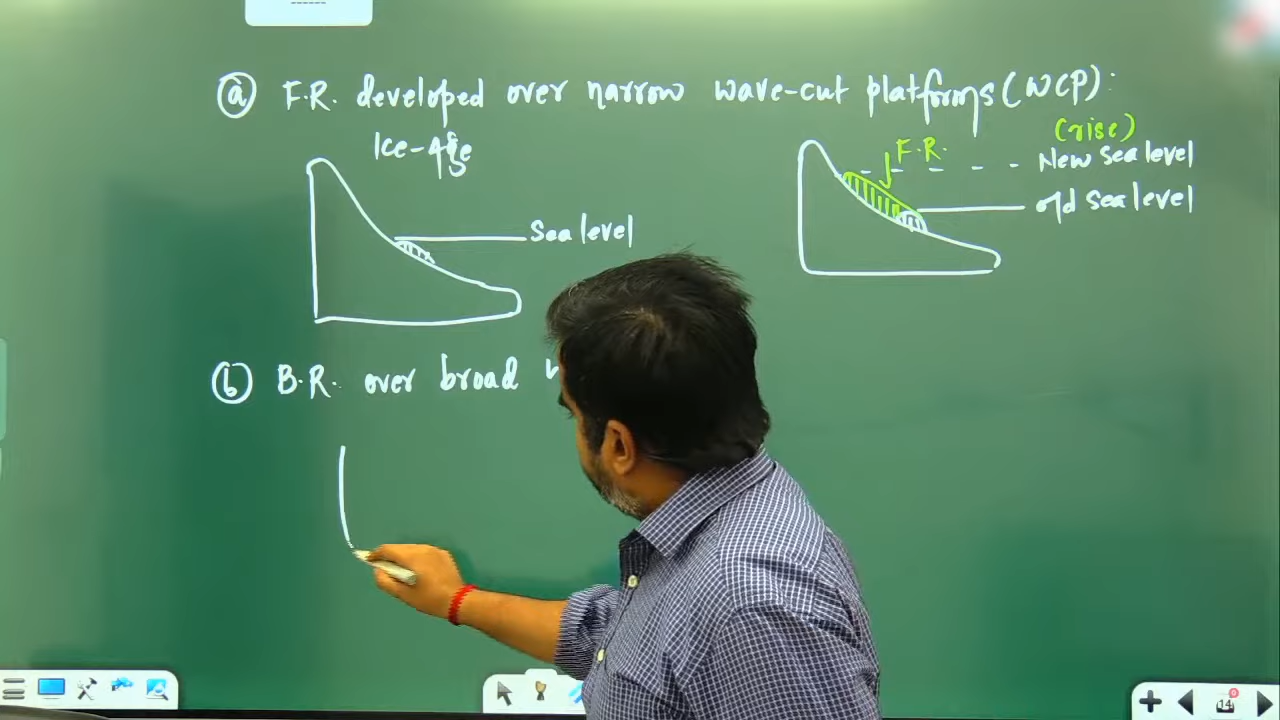 (a) F.R. developed over narrow wave-cut platforms (WCP):
Ice-Age
Sea level
F.R.
(rise)
New sea level
old sea level
(b) B.R. over broad
14